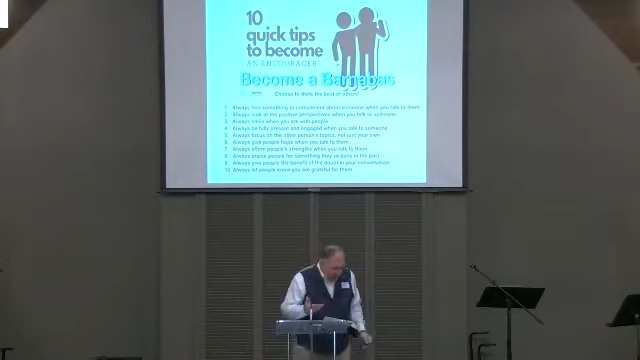 10
quick tips
to become
AN ENCOURAGER
Become a Barnabas
Choose to think the best of others!
1. Always find something to compliment about someone when you talk to them
2. Always look at the positive perspectives when you talk to someone
3. Always smile when you are with people
4. Always be fully present and engaged when you talk to someone
5. Always focus on the other person's topics, not just your own
6. Always give people hope when you talk to them
7. Always affirm people's strengths when you talk to them
8. Always praise people for something they've done in the past
9. Always give people the benefit of the doubt in your conversation
10. Always let people know you are grateful for them